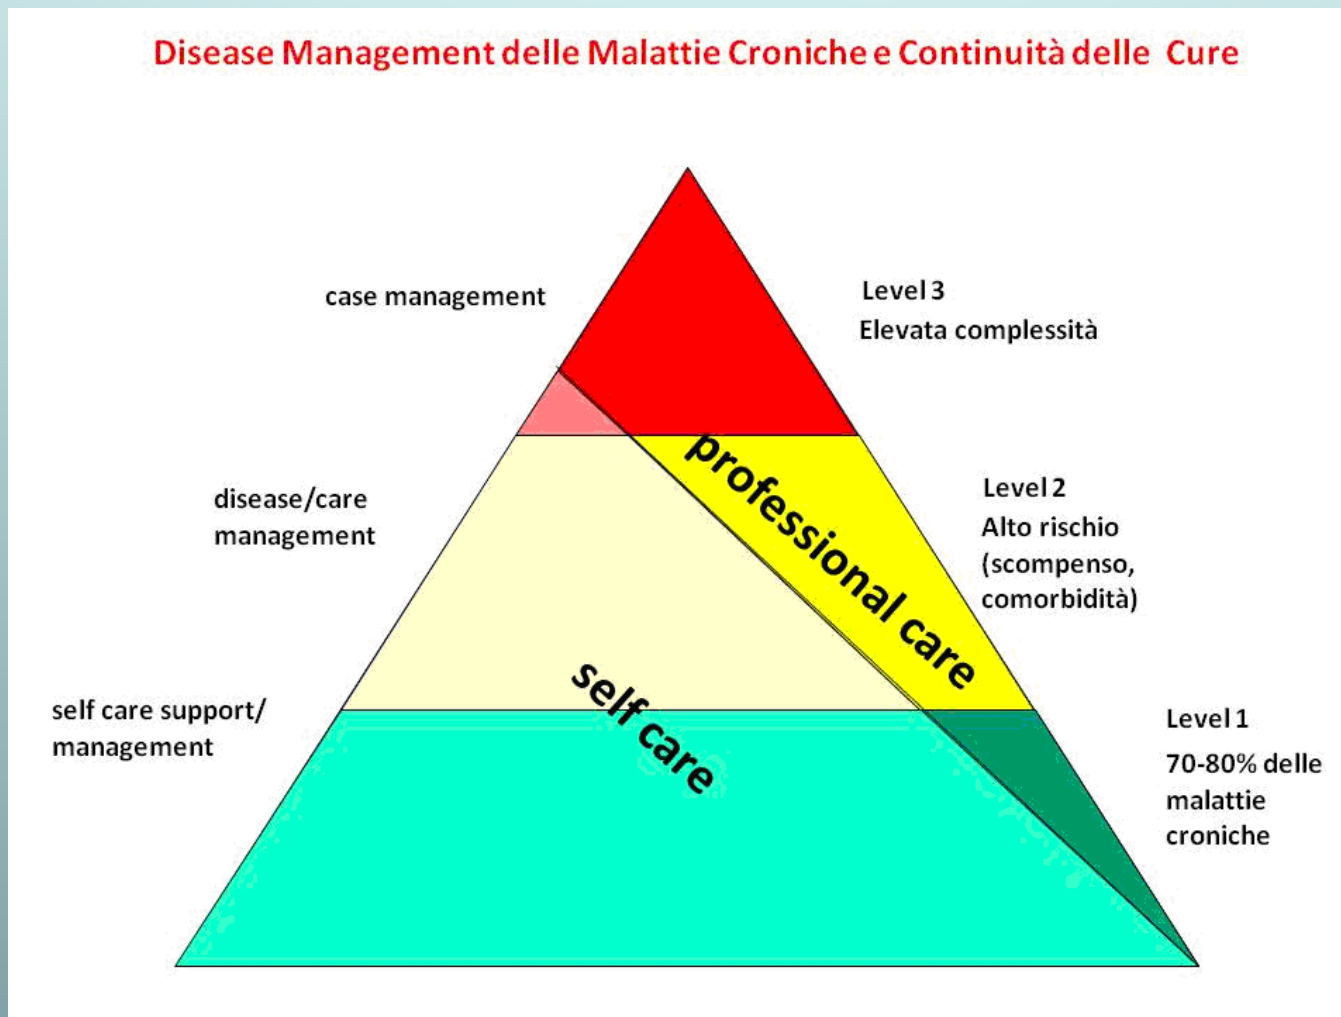 Disease Management delle Malattie Croniche e Continuità delle Cure
case management
Level 3
Elevata complessità
professional care
disease/care
management
Level 2
Alto rischio
(scompenso,
comorbidità)
self care
self care support/
management
Level 1
70-80% delle
malattie
croniche